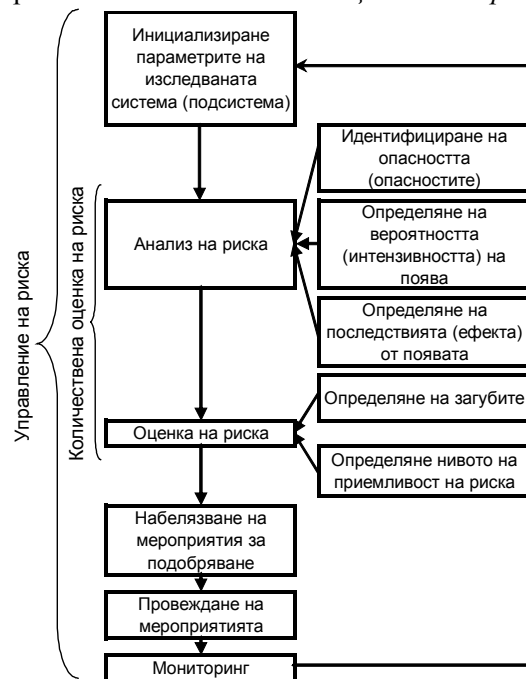 Инициализиране
параметрите на
изследваната
система (подсистема)
Идентифициране на
опасността
(опасностите)
Анализ на риска
Определяне на
вероятността
(интензивността) на
поява
Определяне на
последствията (ефекта)
от появата
Определяне на загубите
Оценка на риска
Определяне нивото на
приемливост на риска
Набелязване на
мероприятия за
подобряване
Провеждане на
мероприятията
Мониторинг
Управление на риска
Количествена оценка на риска